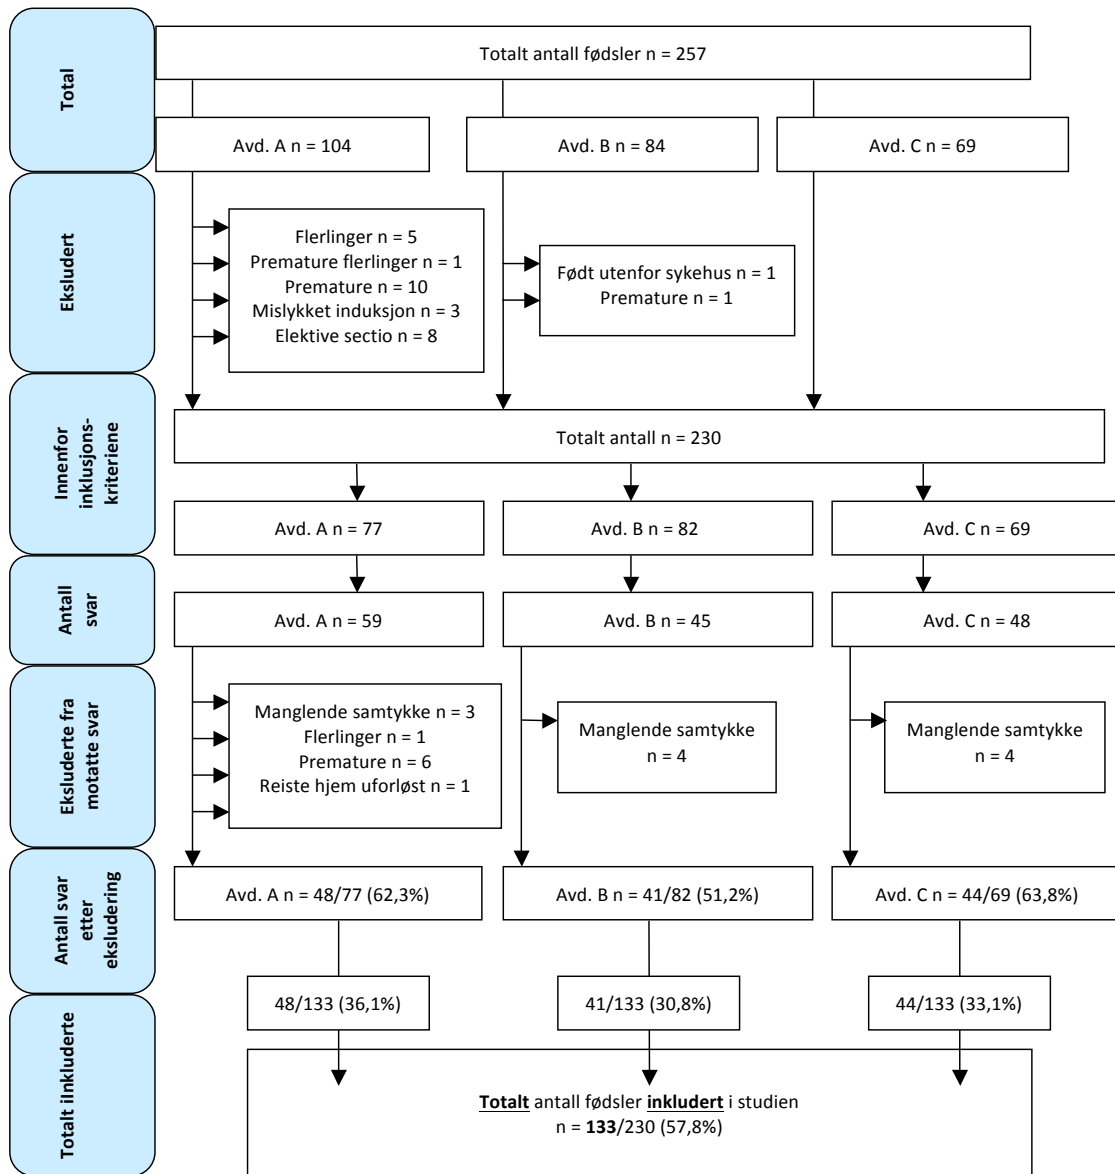 Total
Totalt antall fødsler n = 257
Avd. A n = 104
Avd. B n = 84
Avd. C n = 69
Eksludert
Flerlinger n = 5
Premature flerlinger n = 1
Premature n = 10
Mislykket induksjon n = 3
Elektive sectio n = 8
Født utenfor sykehus n = 1
Premature n = 1
Innenfor
inklusjons-
kriteriene
Totalt antall n = 230
Avd. A n = 77
Avd. B n = 82
Avd. C n = 69
Antall
svar
Avd. A n = 59
Avd. B n = 45
Avd. C n = 48
Eksluderte fra
motatte svar
Manglende samtykke n = 3
Flerlinger n = 1
Premature n = 6
Reiste hjem uforløst n = 1
Manglende samtykke
n = 4
Manglende samtykke
n = 4
Antall svar
etter
eksludering
Avd. A n = 48/77 (62,3%)
Avd. B n = 41/82 (51,2%)
Avd. C n = 44/69 (63,8%)
Totalt iInkluderte
48/133 (36,1%)
41/133 (30,8%)
44/133 (33,1%)
Totalt antall fødsler inkludert i studien
n = 133/230 (57,8%)